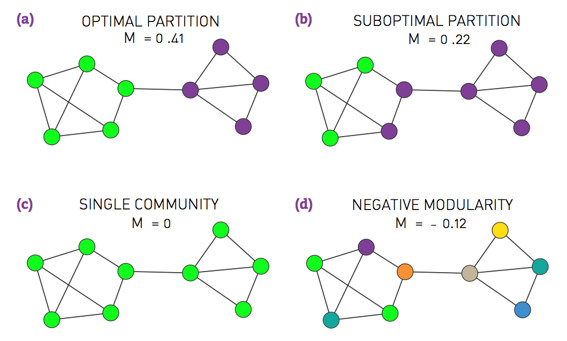 (a) OPTIMAL PARTITION
M = 0 .41
(b) SUBOPTIMAL PARTITION
M = 0 .22
(c) SINGLE COMMUNITY
M = 0
(d) NEGATIVE MODULARITY
M = - 0.12